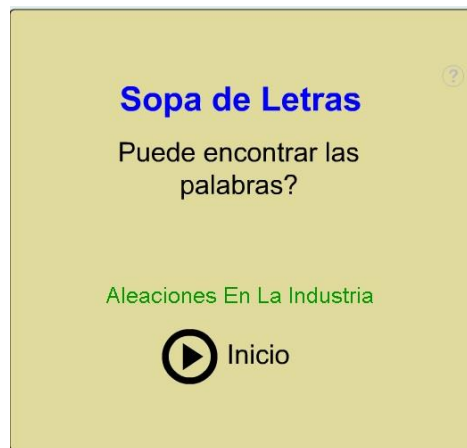 ?
Sopa de Letras
Puede encontrar las
palabras?
Aleaciones En La Industria
Inicio